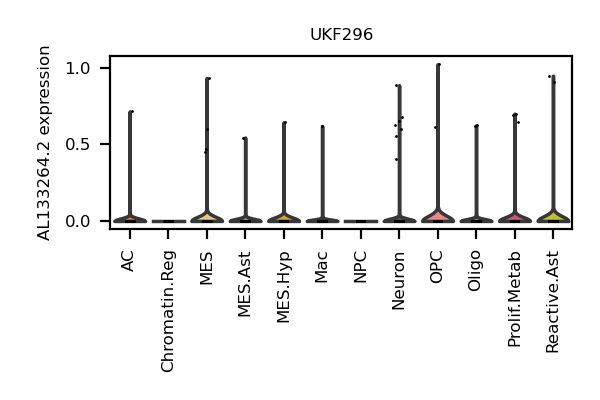 UKF296
AL133264.2 expression
1.0
0.5
0.0
AC
Chromatin.Reg
MES
MES.Ast
MES.Hyp
Mac
NPC
Neuron
OPC
Oligo
Prolif.Metab
Reactive.Ast